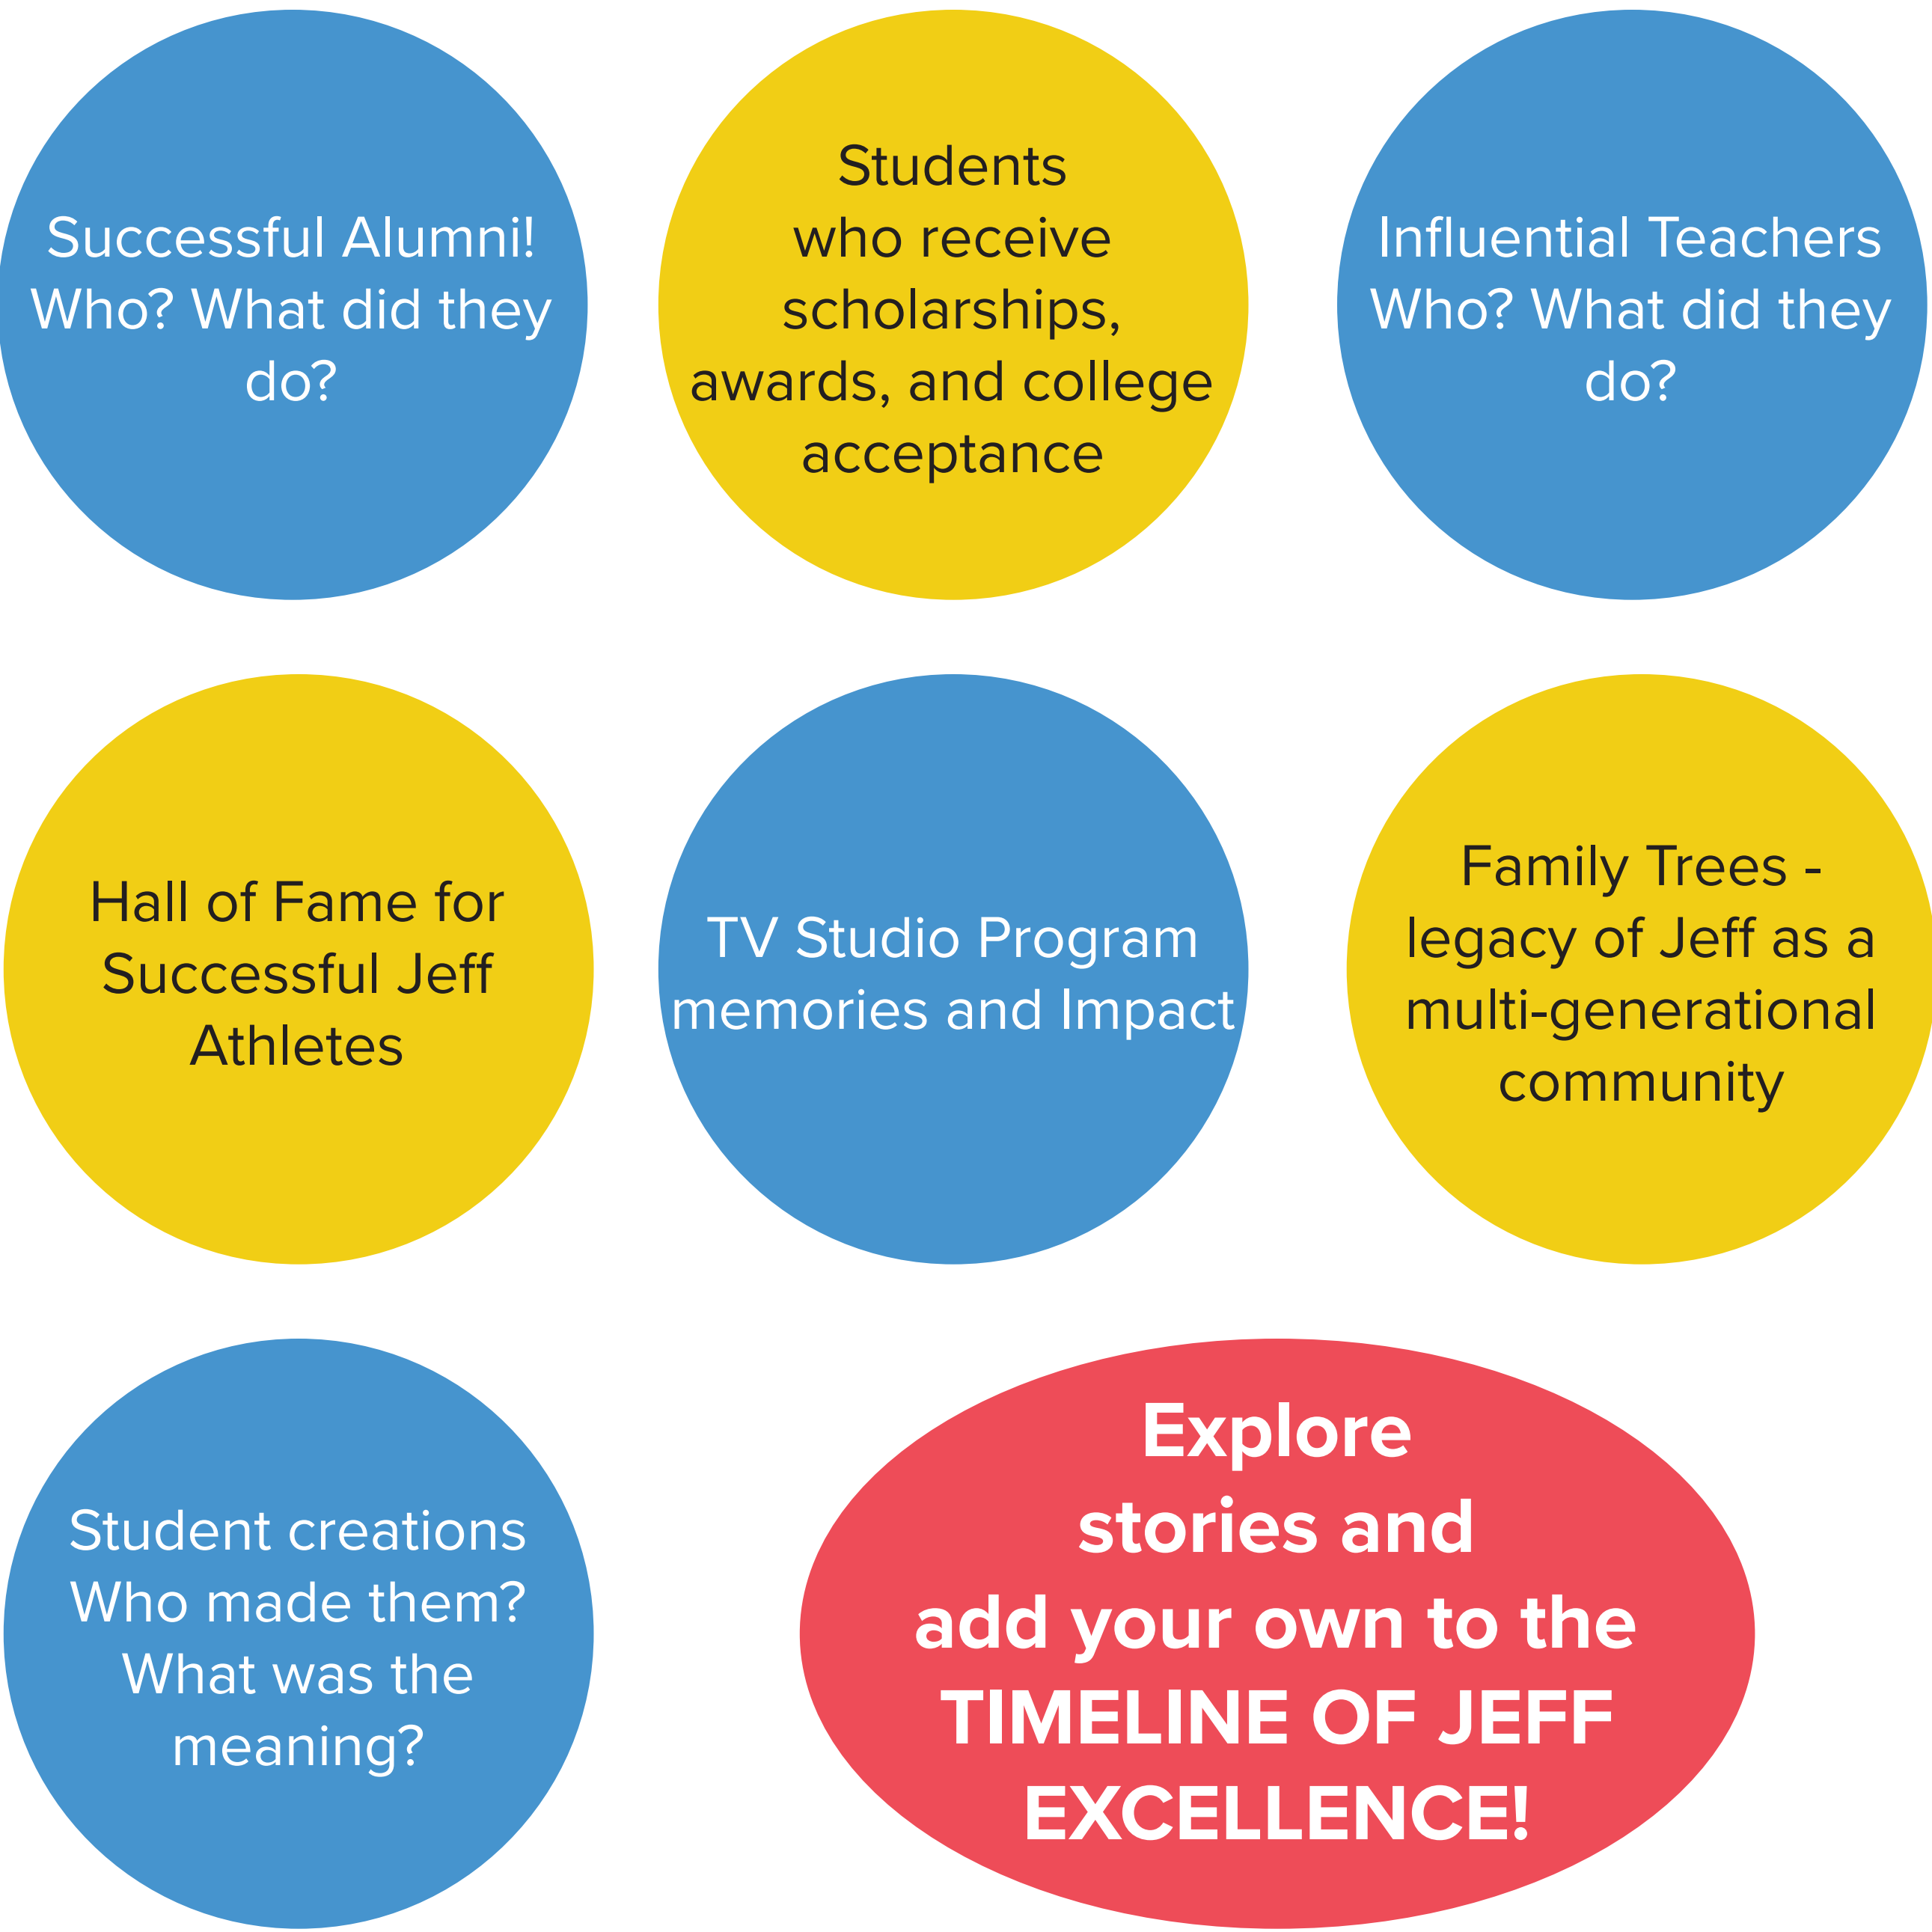 Successful Alumni!
Who? What did they
do?
Students
who receive
scholarships,
awards, and college
acceptance
Influential Teachers
Who? What did they
do?
Hall of Fame for
Successful Jeff
Athletes
TV Studio Program
memories and Impact
Family Trees -
legacy of Jeff as a
multi-generational
community
Student creations
Who made them?
What was the
meaning?
Explore
stories and
add your own to the
TIMELINE OF JEFF
EXCELLENCE!